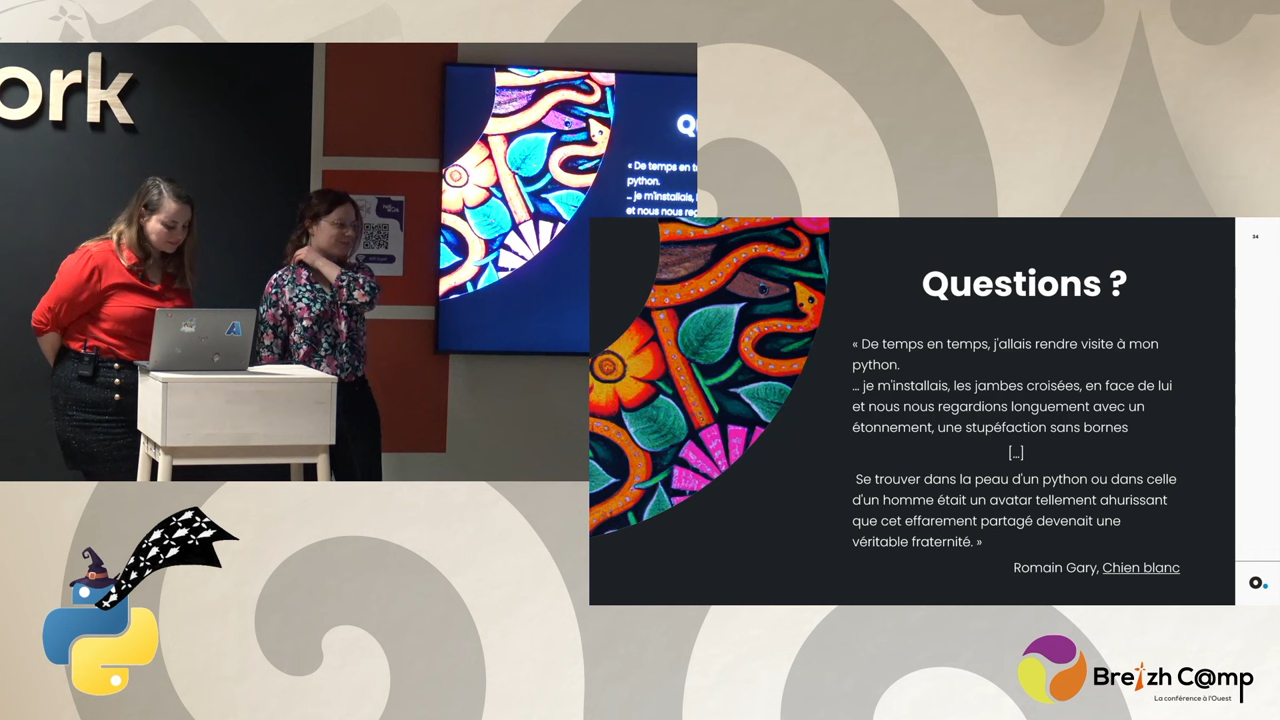 ork
Q
« De temps en t
python.
... je m'installais,
et nous nous reg
34
Questions ?
« De temps en temps, j'allais rendre visite à mon
python.
... je m'installais, les jambes croisées, en face de lui
et nous nous regardions longuement avec un
étonnement, une stupéfaction sans bornes
[...]
Se trouver dans la peau d'un python ou dans celle
d'un homme était un avatar tellement ahurissant
que cet effarement partagé devenait une
véritable fraternité. »
Romain Gary, Chien blanc
o.
Breizh C@mp
La conférence à l'Ouest